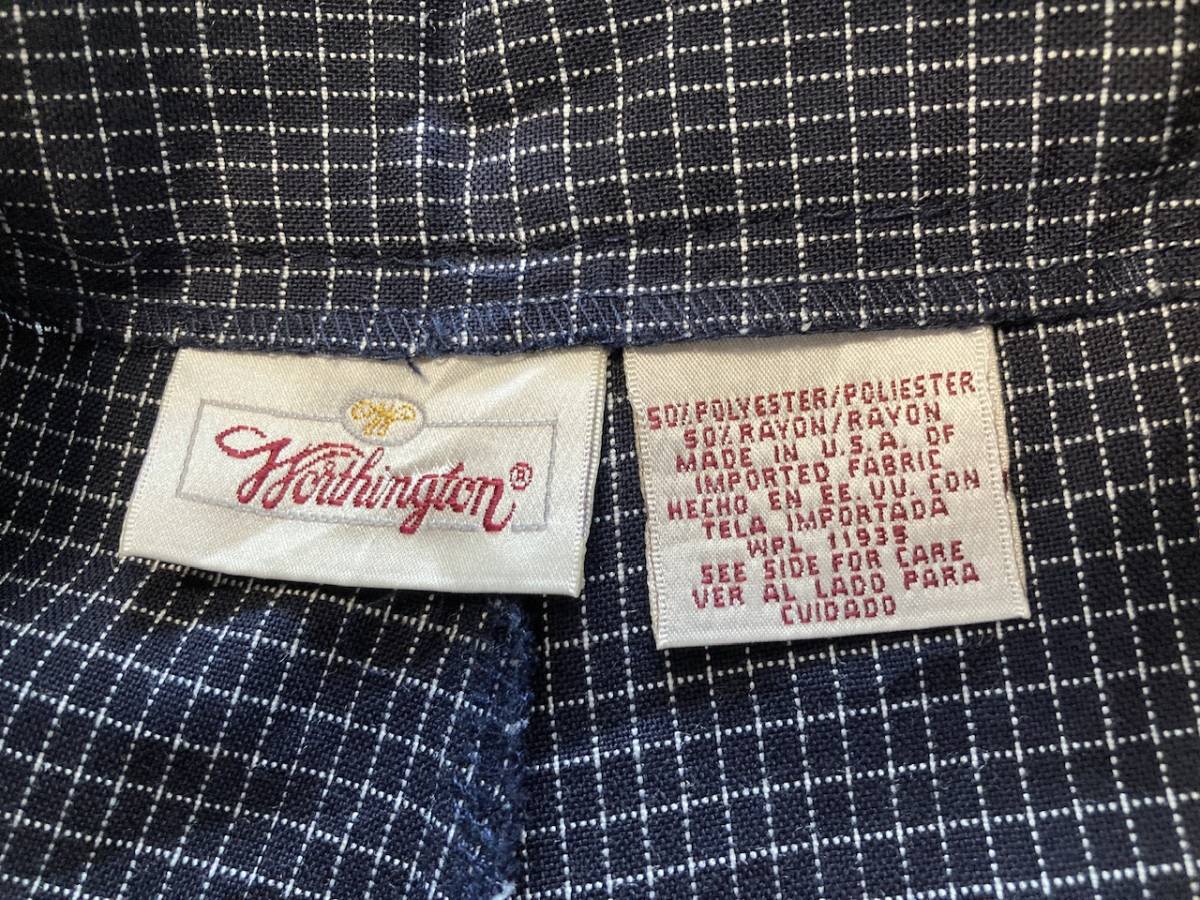 Worthington®
50% POLYESTER/POLIESTER
50% RAYON/RAYON
MADE IN U.S.A. OF
IMPORTED FABRIC
HECHO EN EE.UU. CON
TELA IMPORTADA
WPL 11935
SEE SIDE FOR CARE
VER AL LADO PARA
CUIDADO